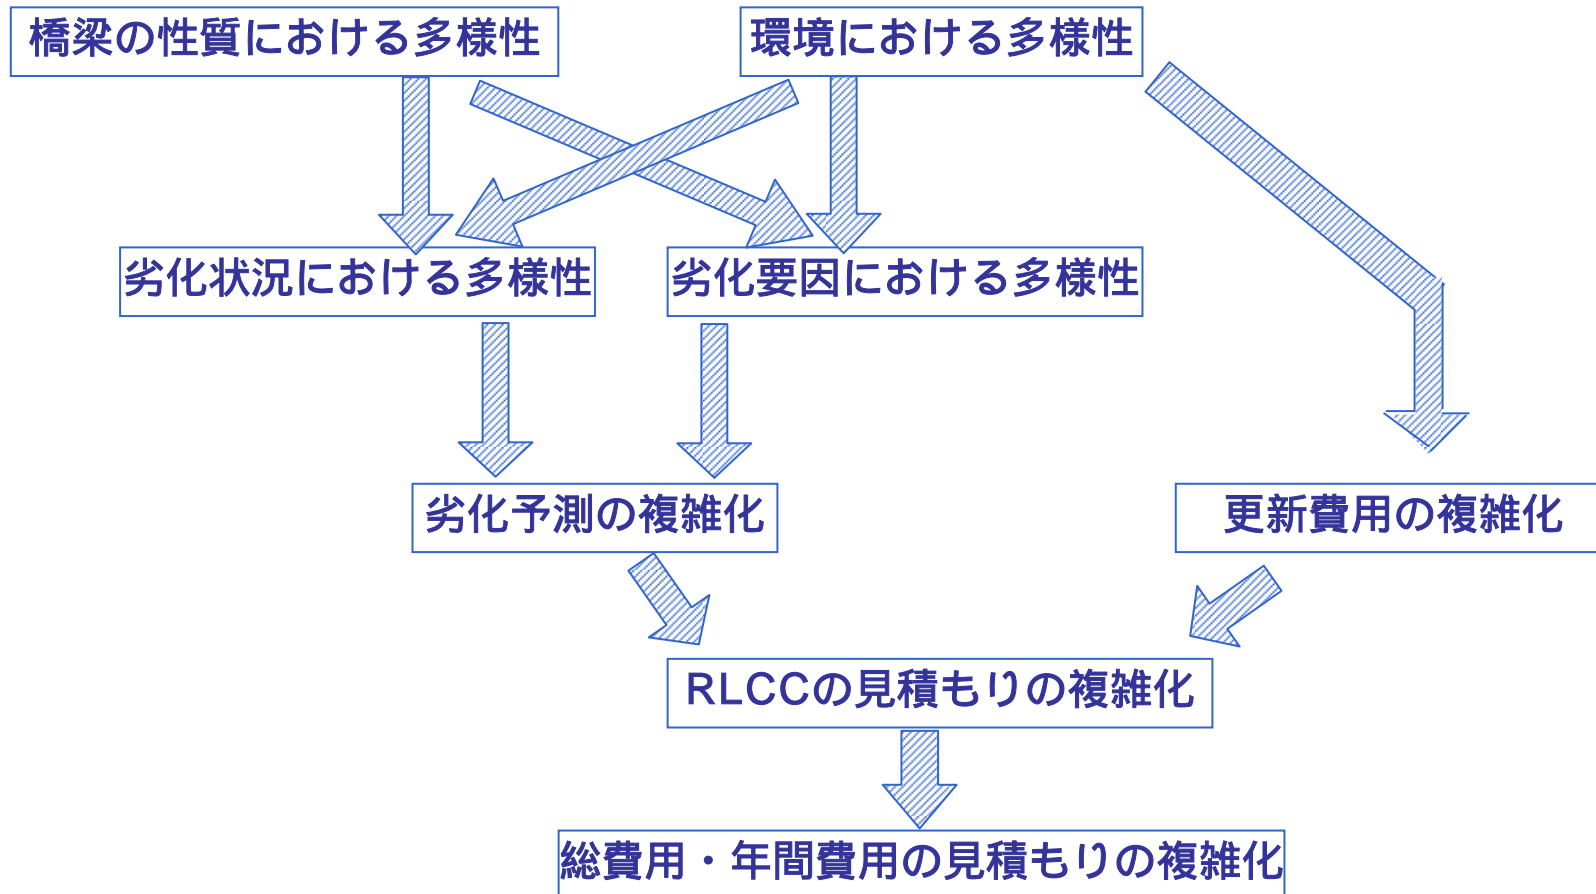 橋梁の性質における多様性
環境における多様性
劣化状況における多様性
劣化要因における多様性
劣化予測の複雑化
更新費用の複雑化
RLCCの見積もりの複雑化
総費用・年間費用の見積もりの複雑化